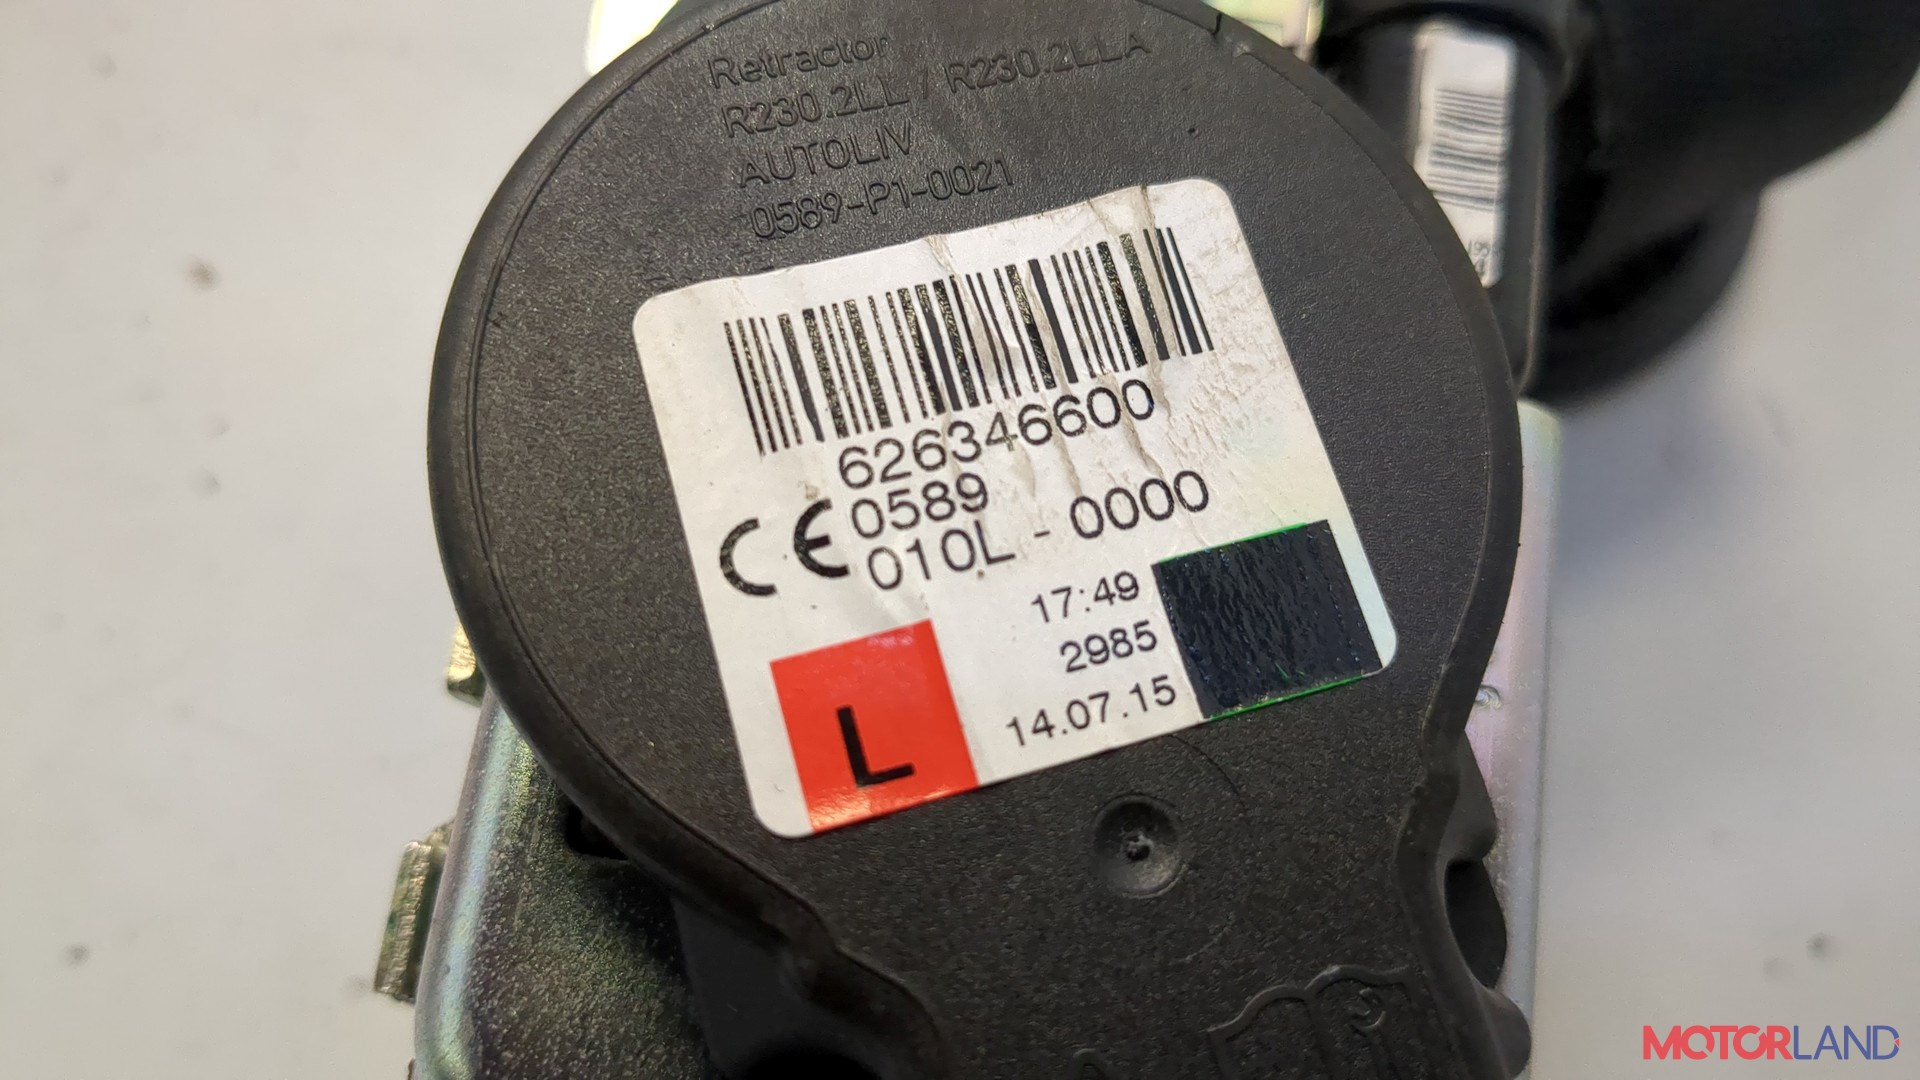 Retractor
R230.2LL / R230.2LLA
AUTOLIV
0589-P1-0021
626346600
CE 0589
010L - 0000
17:49
2985
14.07.15
L
MOTORLAND